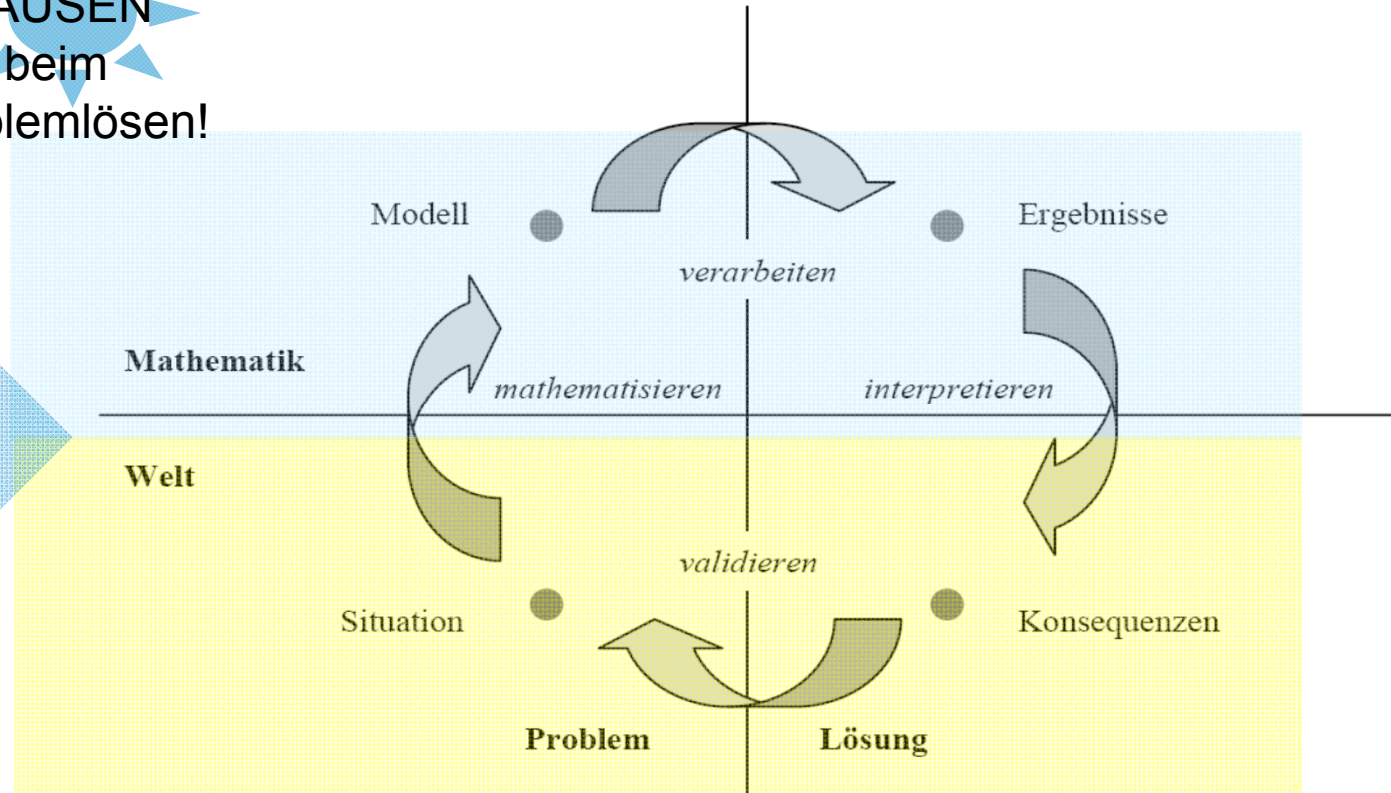 beim
Modell
Ergebnisse
verarbeiten
Mathematik
mathematisieren
interpretieren
Welt
validieren
Situation
Konsequenzen
Problem
Lösung